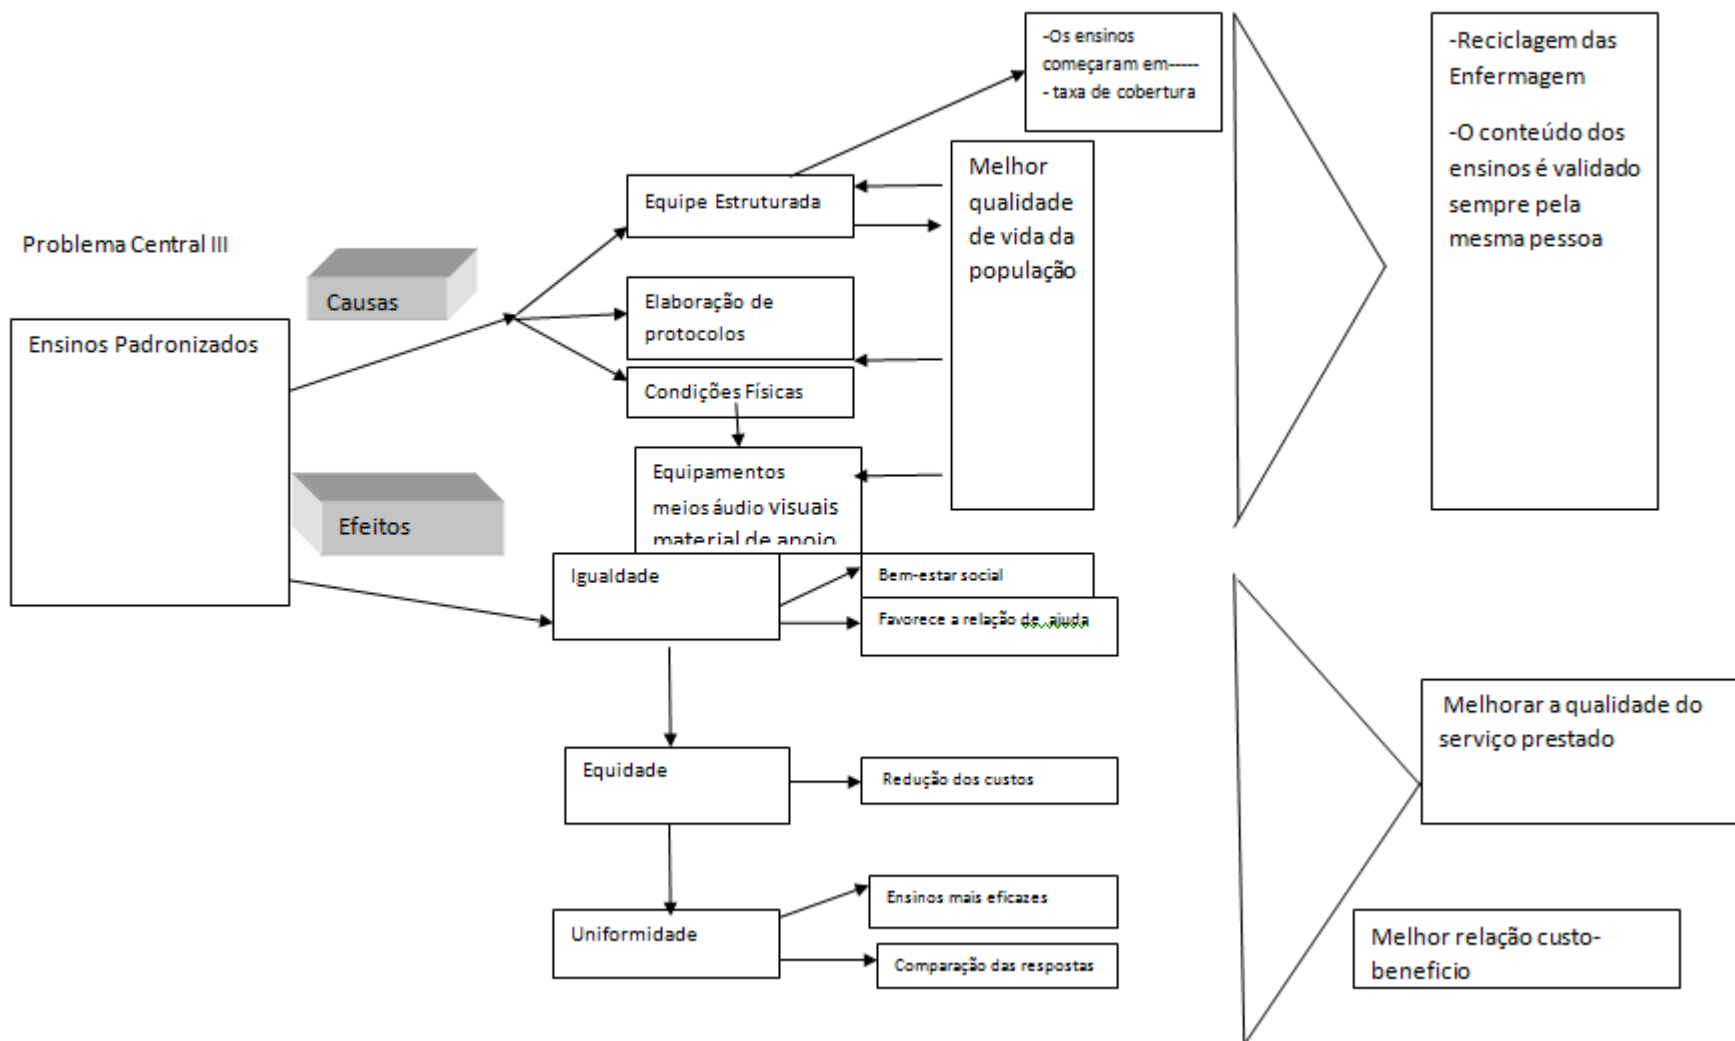 -Os ensinos
começaram em-----
- taxa de cobertura
-Reciclagem das
Enfermagem
-O conteúdo dos
ensinos é validado
sempre pela
mesma pessoa
Melhor
qualidade
de vida da
população
Equipe Estruturada
Problema Central III
Causas
Elaboração de
protocolos
Ensinos Padronizados
Condições Físicas
Equipamentos
meios áudio visuais
material de apoio
Efeitos
Igualdade
Bem-estar social
Favorece a relação de ajuda
Melhorar a qualidade do
serviço prestado
Equidade
Redução dos custos
Ensinos mais eficazes
Uniformidade
Comparação das respostas
Melhor relação custo-
beneficio